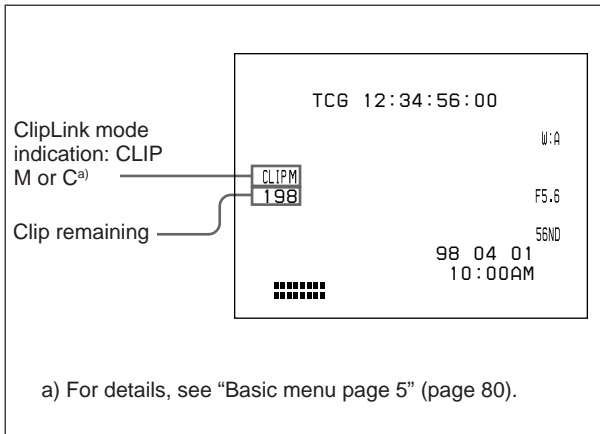 TCG 12:34:56:00
ClipLink mode
indication: CLIP
M or Ca)
W:A
CLIPM
198
F5.6
Clip remaining
56ND
98 04 01
10:00AM
a) For details, see “Basic menu page 5” (page 80).